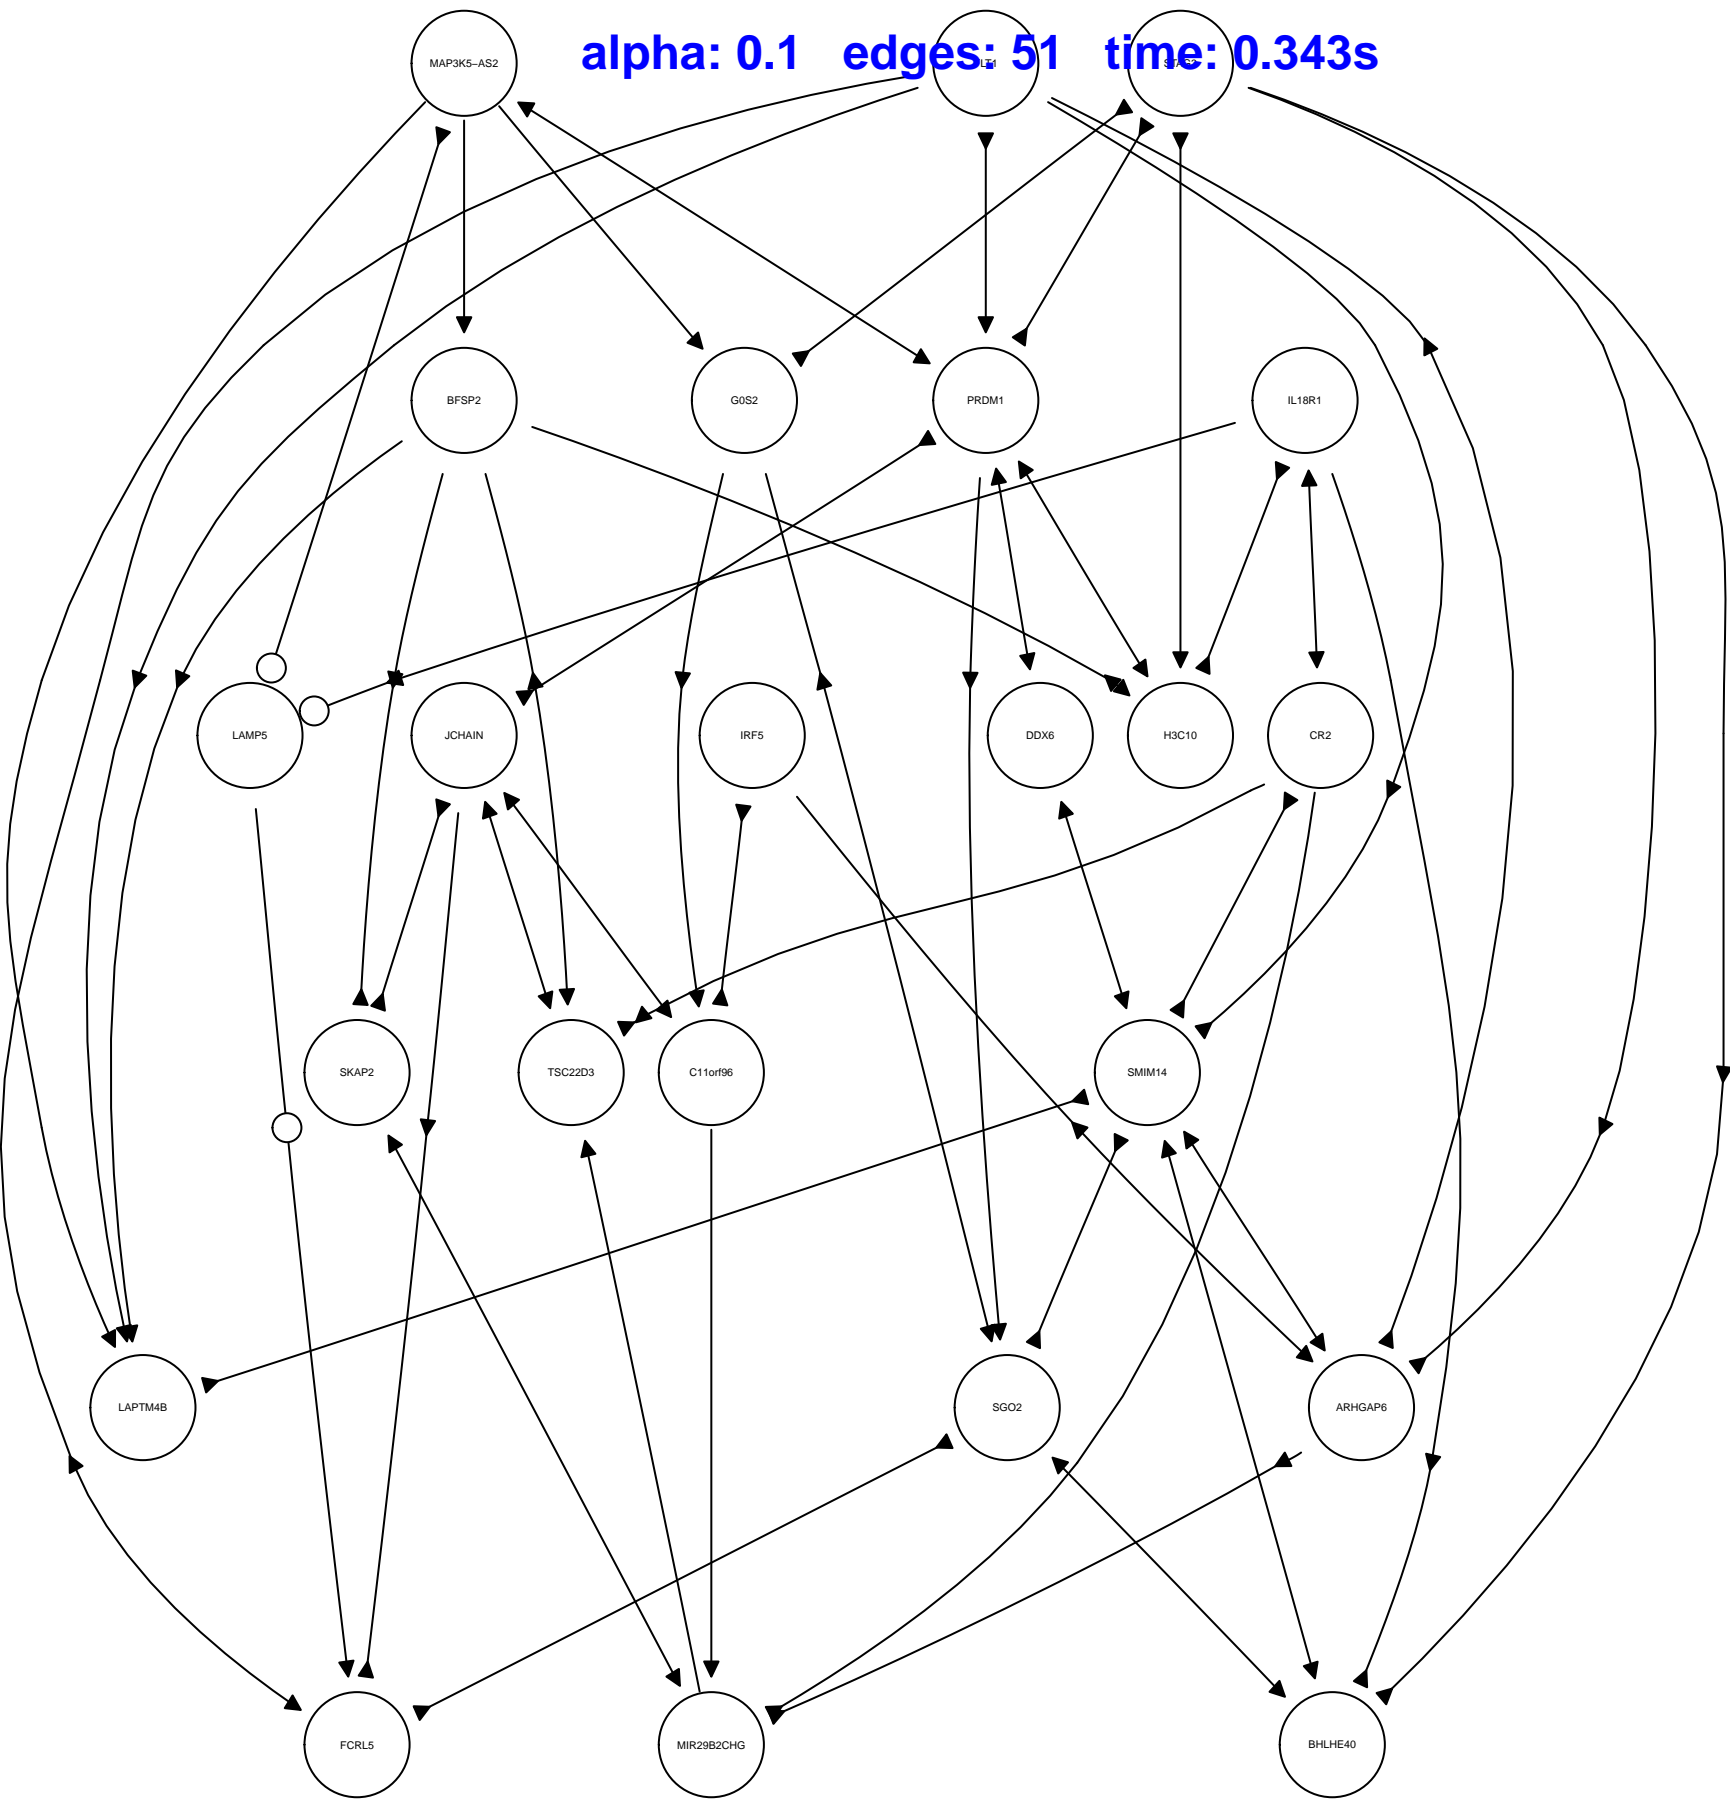 MAP3K5−AS2
alpha: 0.1 edges: 51 time: 0.343s
BFSP2
G0S2
PRDM1
IL18R1
LAMP5
JCHAIN
IRF5
DDX6
H3C10
CR2
SKAP2
TSC22D3
C11orf96
SMIM14
LAPTM4B
SGO2
ARHGAP6
FCRL5
MIR29B2CHG
BHLHE40